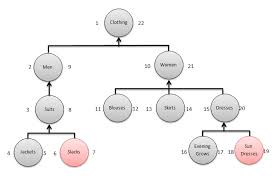 1 Clothing 22
2 Men 9
10 Women 21
3 Suits 8
11 Blouses 12
13 Skirts 14
15 Dresses 20
4 Jackets 5
6 Slacks 7
16 Evening Gowns 17
18 Sun Dresses 19